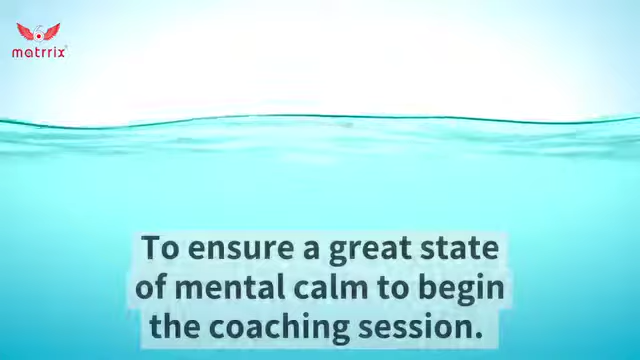 matrrix
To ensure a great state
of mental calm to begin
the coaching session.